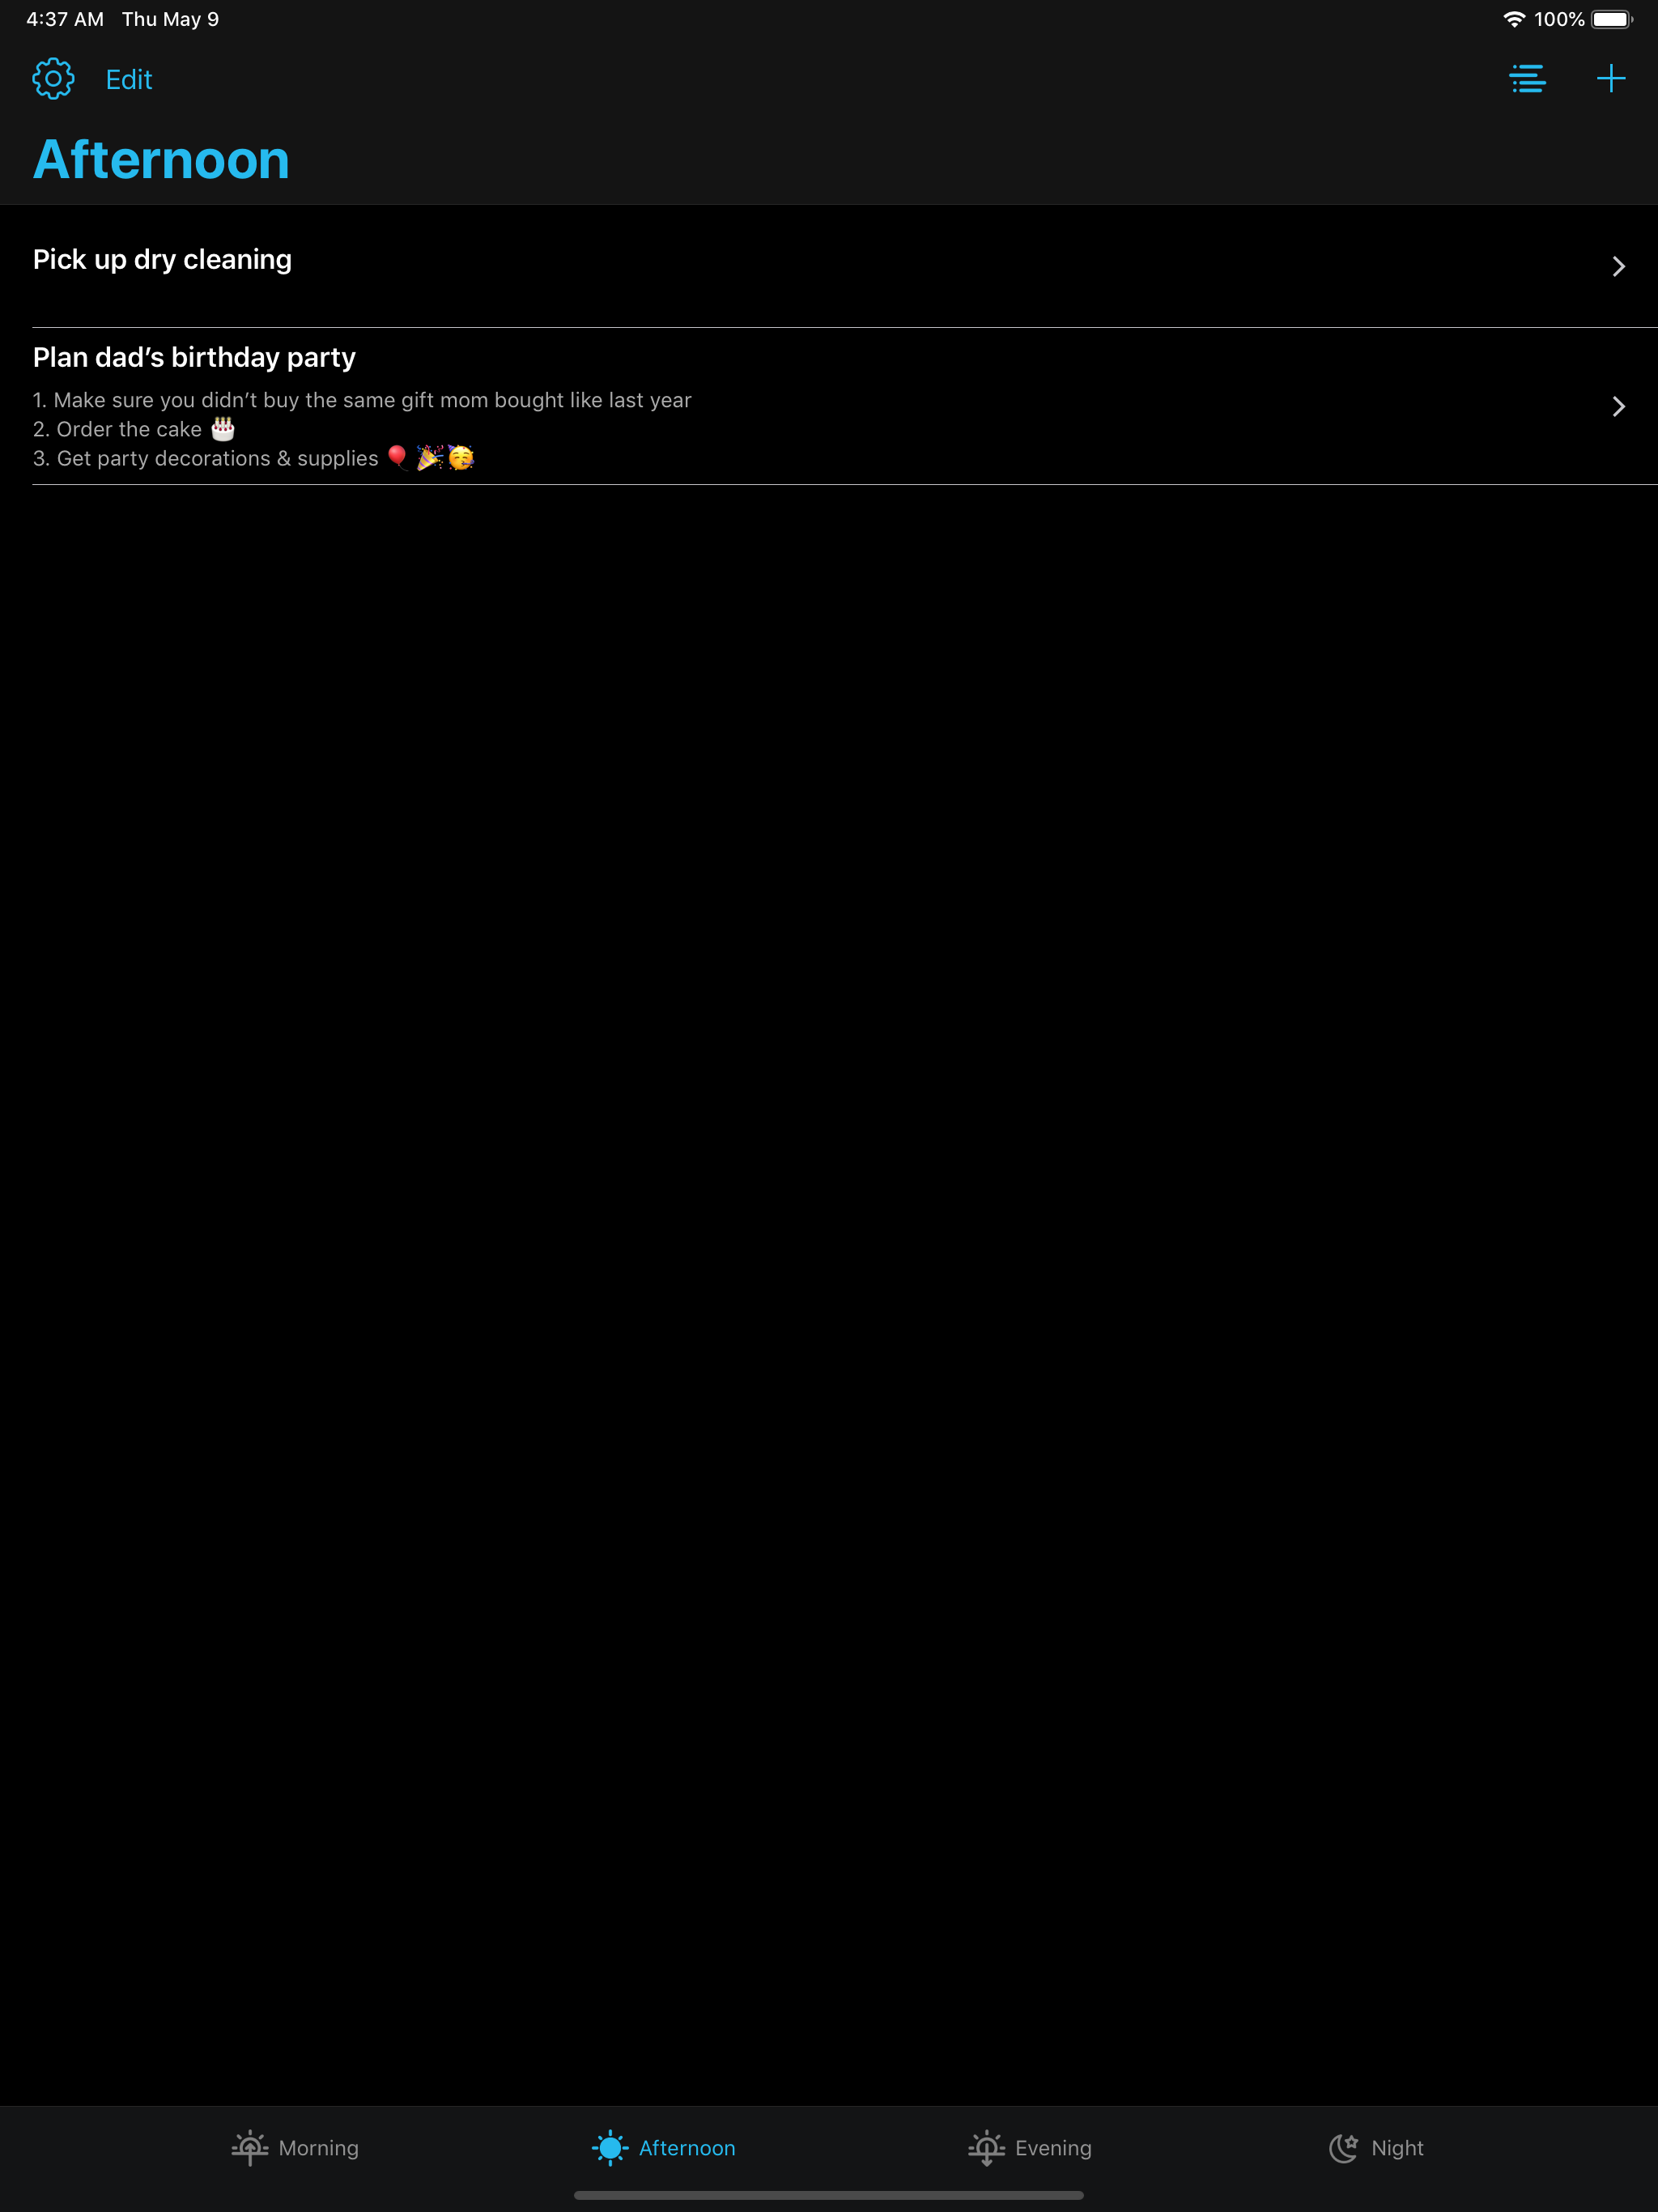 4:37 AM Thu May 9 100%
Edit
Afternoon
Pick up dry cleaning
Plan dad’s birthday party
1. Make sure you didn’t buy the same gift mom bought like last year
2. Order the cake 🎂
3. Get party decorations & supplies 🎈🎉🥳
Morning Afternoon Evening Night